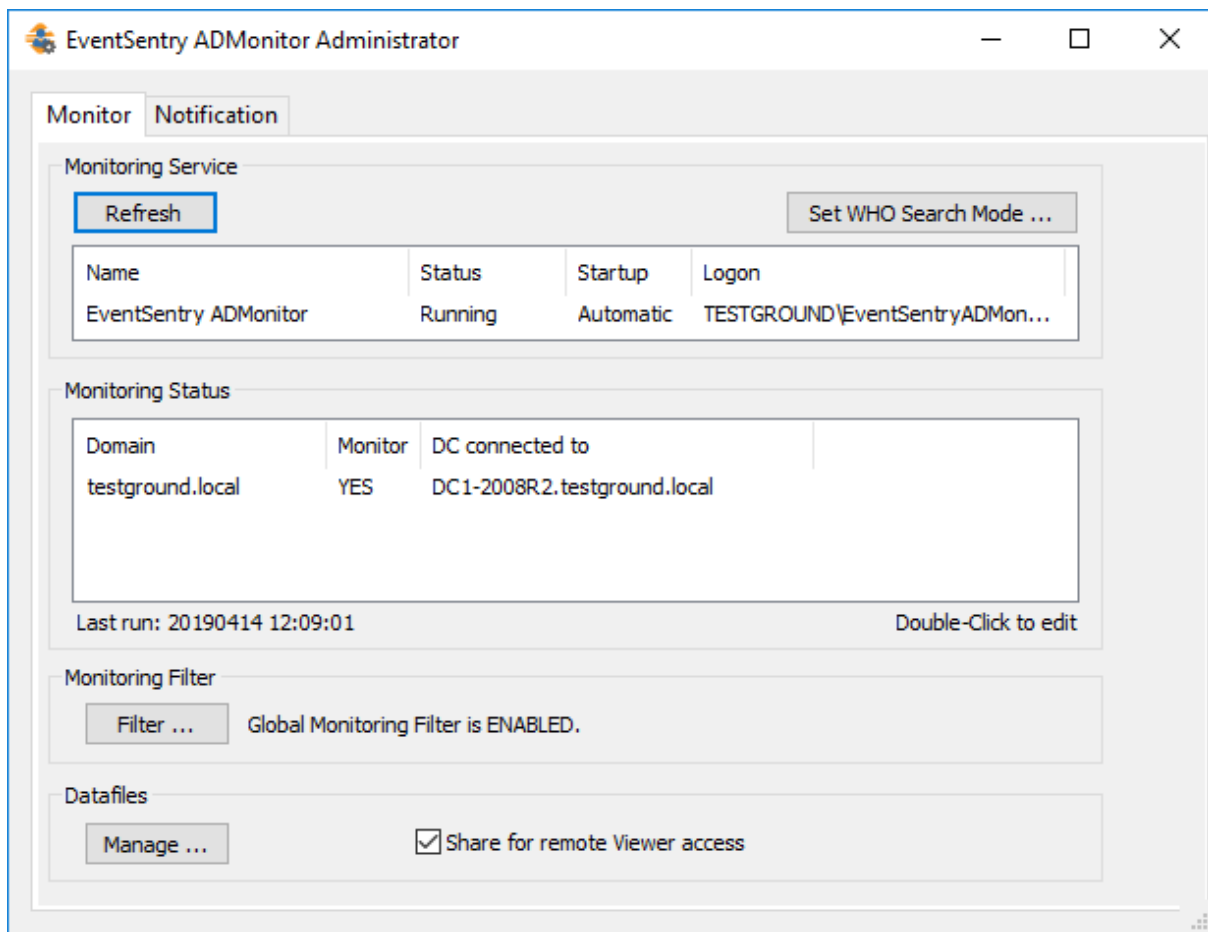 EventSentry ADMonitor Administrator
Monitor Notification
Monitoring Service
Refresh Set WHO Search Mode ...
Name Status Startup Logon
EventSentry ADMonitor Running Automatic TESTGROUND\EventSentryADMon...
Monitoring Status
Domain Monitor DC connected to
testground.local YES DC1-2008R2.testground.local
Last run: 20190414 12:09:01 Double-Click to edit
Monitoring Filter
Filter ... Global Monitoring Filter is ENABLED.
Datafiles
Manage ... Share for remote Viewer access